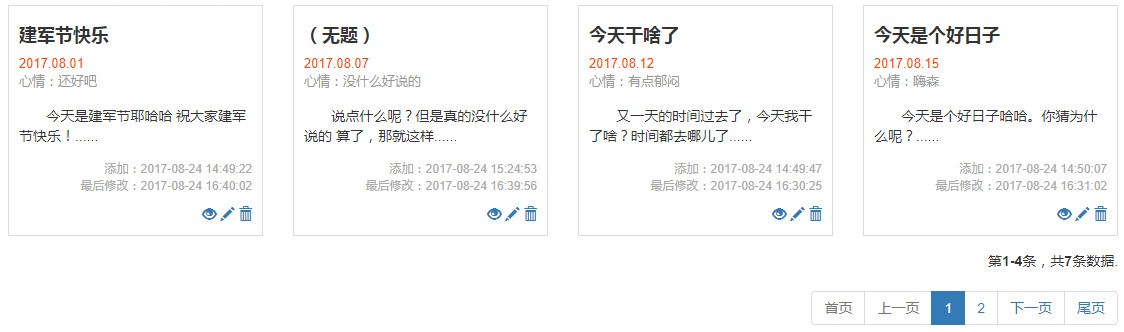 建军节快乐
2017.08.01
心情：还好吧
今天是建军节耶哈哈 祝大家建军
节快乐！......
添加：2017-08-24 14:49:22
最后修改：2017-08-24 16:40:02
（无题）
2017.08.07
心情：没什么好说的
说点什么呢？但是真的没什么好
说的 算了，那就这样......
添加：2017-08-24 15:24:53
最后修改：2017-08-24 16:39:56
今天干啥了
2017.08.12
心情：有点郁闷
又一天的时间过去了，今天我干
了啥？时间都去哪儿了......
添加：2017-08-24 14:49:47
最后修改：2017-08-24 16:30:25
今天是个好日子
2017.08.15
心情：嗨森
今天是个好日子哈哈。你猜为什
么呢？......
添加：2017-08-24 14:50:07
最后修改：2017-08-24 16:31:02
第1-4条，共7条数据.
首页 上一页 1 2 下一页 尾页